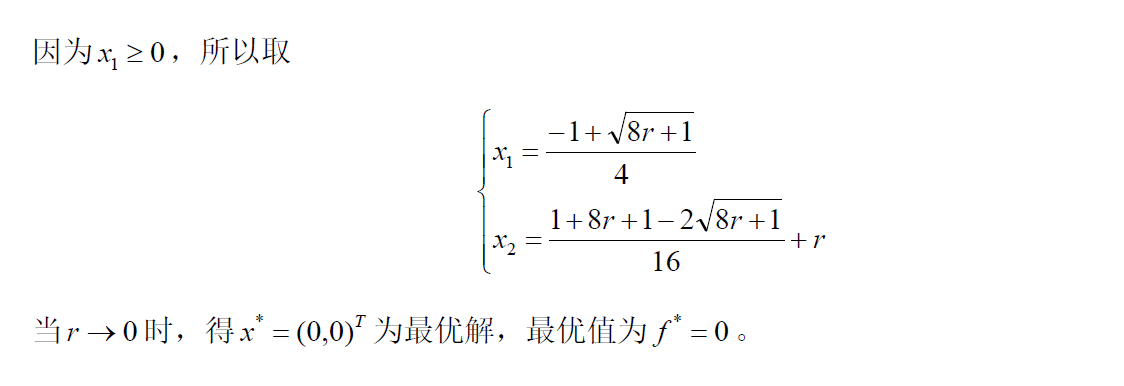 因为 $x_1 \geq 0$，所以取
$$\begin{cases} x_1 = \dfrac{-1+\sqrt{8r+1}}{4} \\ x_2 = \dfrac{1+8r+1-2\sqrt{8r+1}}{16}+r \end{cases}$$
当 $r \to 0$ 时，得 $x^* = (0,0)^T$ 为最优解，最优值为 $f^* = 0$。